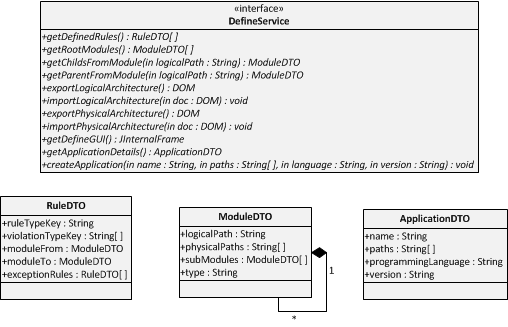 «interface»
DefineService
+getDefinedRules() : RuleDTO[ ]
+getRootModules() : ModuleDTO[ ]
+getChildsFromModule(in logicalPath : String) : ModuleDTO
+getParentFromModule(in logicalPath : String) : ModuleDTO
+exportLogicalArchitecture() : DOM
+importLogicalArchitecture(in doc : DOM) : void
+exportPhysicalArchitecture() : DOM
+importPhysicalArchitecture(in doc : DOM) : void
+getDefineGUI() : JInternalFrame
+getApplicationDetails() : ApplicationDTO
+createApplication(in name : String, in paths : String[ ], in language : String, in version : String) : void
RuleDTO
+ruleTypeKey : String
+violationTypeKey : String[ ]
+moduleFrom : ModuleDTO
+moduleTo : ModuleDTO
+exceptionRules : RuleDTO[ ]
ModuleDTO
+logicalPath : String
+physicalPaths : String[ ]
+subModules : ModuleDTO[ ]
+type : String
1
*
ApplicationDTO
+name : String
+paths : String[ ]
+programmingLanguage : String
+version : String